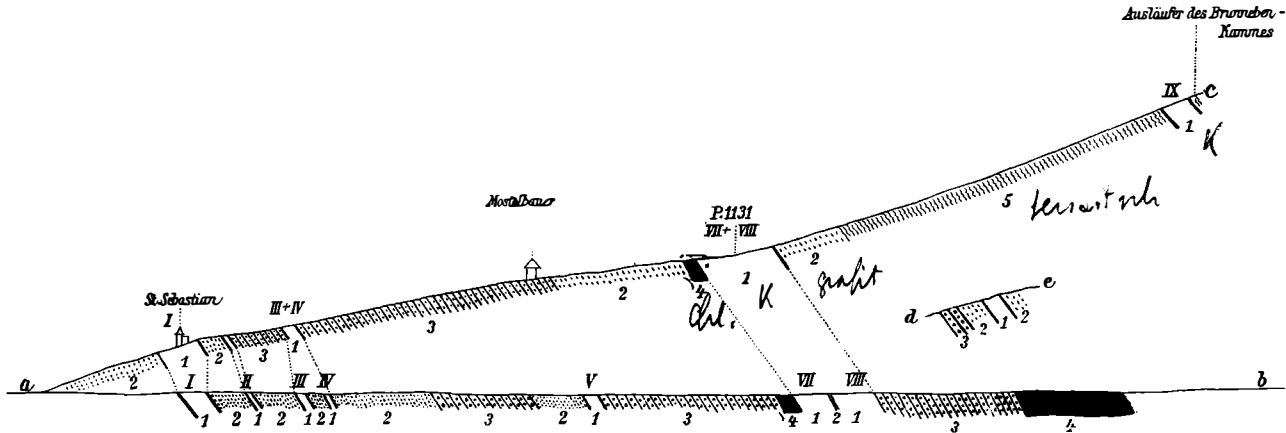 Ausläufer des Brunneben-
Kammes
IX
c
1
K
5
Mostelbauer
P.1131
VII+ VIII
2
grafit
1
K
4
Chl.
2
St.Sebastian
I
III+IV
3
1
3
2
1
2
d
e
3
2
1
2
a
I
II
III
IV
V
VII
VIII
b
1
2
1
2
1
2
1
2
3
2
1
3
4
1
2
1
3
4